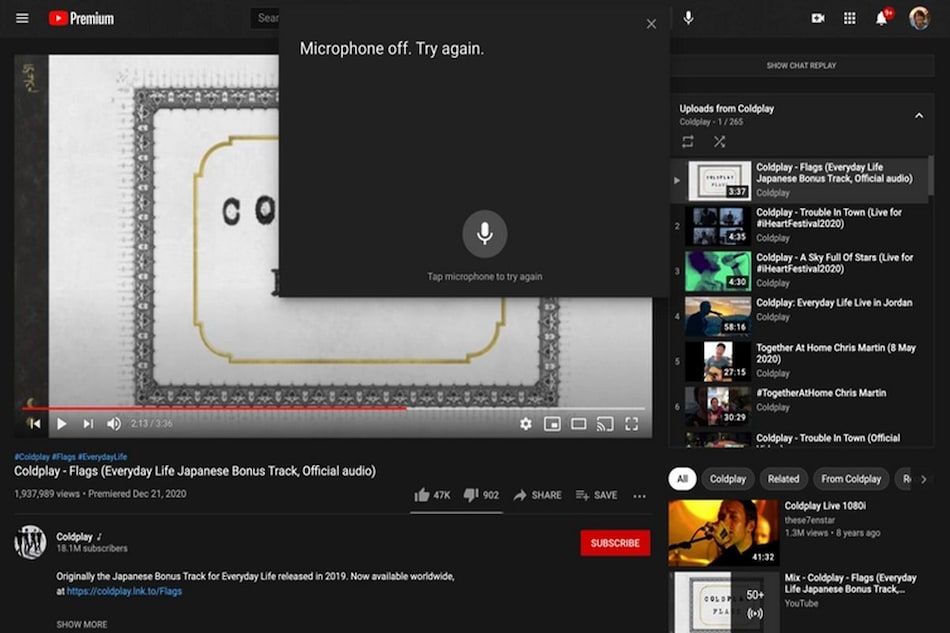 Premium
Sear
9+
Microphone off. Try again.
Tap microphone to try again
CO
2:13 / 3:36
#Coldplay #Flags #EverydayLife
Coldplay - Flags (Everyday Life Japanese Bonus Track, Official audio)
1,937,989 views • Premiered Dec 21, 2020
47K
902
SHARE
SAVE
Coldplay ♪
18.1M subscribers
SUBSCRIBE
Originally the Japanese Bonus Track for Everyday Life released in 2019. Now available worldwide,
at https://coldplay.lnk.to/Flags
SHOW MORE
SHOW CHAT REPLAY
Uploads from Coldplay
Coldplay - 1 / 265
COLDPLAY
FLAGS
3:37
Coldplay - Flags (Everyday Life
Japanese Bonus Track, Official audio)
Coldplay
2
4:35
Coldplay - Trouble In Town (Live for
#iHeartFestival2020)
Coldplay
3
4:30
Coldplay - A Sky Full Of Stars (Live for
#iHeartFestival2020)
Coldplay
4
58:16
Coldplay: Everyday Life Live in Jordan
Coldplay
5
27:15
Together At Home Chris Martin (8 May
2020)
Coldplay
6
30:29
#TogetherAtHome Chris Martin
Coldplay
Coldplay - Trouble In Town (Official
All
Coldplay
Related
From Coldplay
Re
41:32
Coldplay Live 1080i
these7enstar
1.3M views • 8 years ago
50+
Mix - Coldplay - Flags (Everyday
Life Japanese Bonus Track,...
YouTube